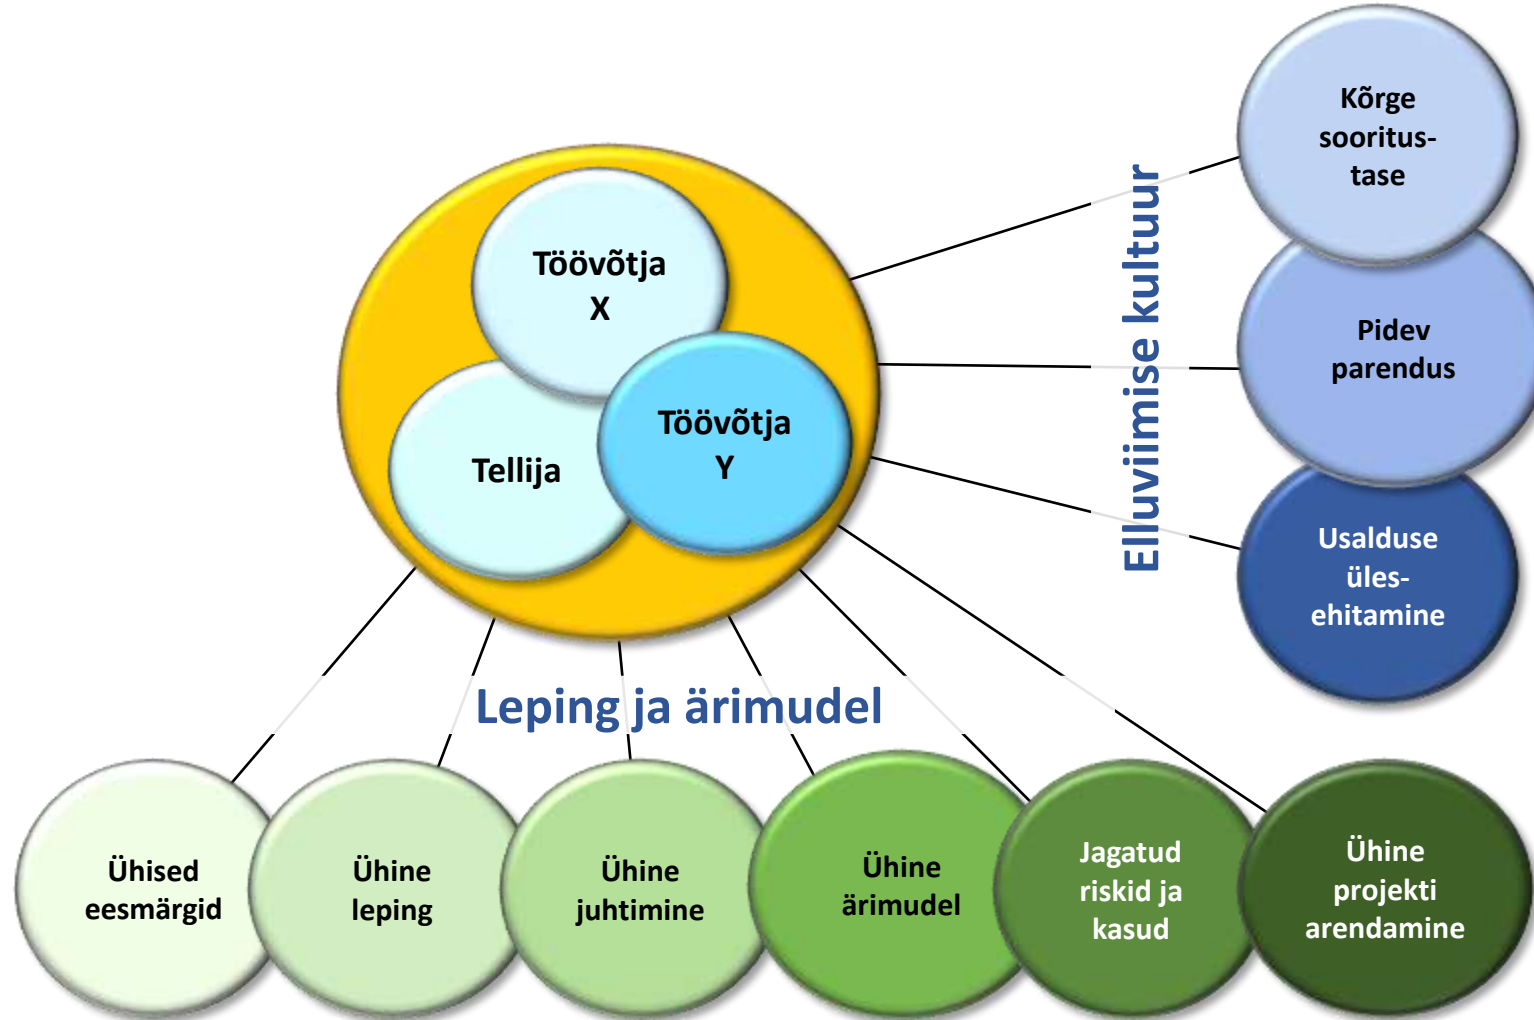 Töövõtja
X
Töövõtja
Y
Tellija
Elluviimise kultuur
Kõrge
sooritus-
tase
Pidev
parendus
Usalduse
üles-
ehitamine
Leping ja ärimudel
Ühised
eesmärgid
Ühine
leping
Ühine
juhtimine
Ühine
ärimudel
Jagatud
riskid ja
kasud
Ühine
projekti
arendamine